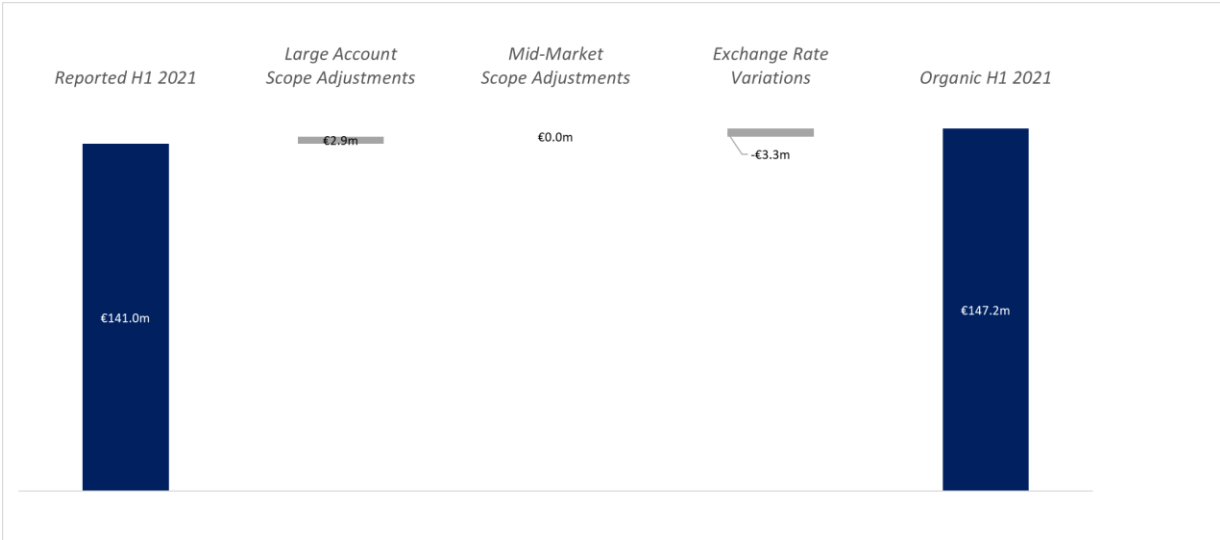 Reported H1 2021
Large Account
Scope Adjustments
Mid-Market
Scope Adjustments
Exchange Rate
Variations
Organic H1 2021
€2.9m
€0.0m
-€3.3m
€141.0m
€147.2m